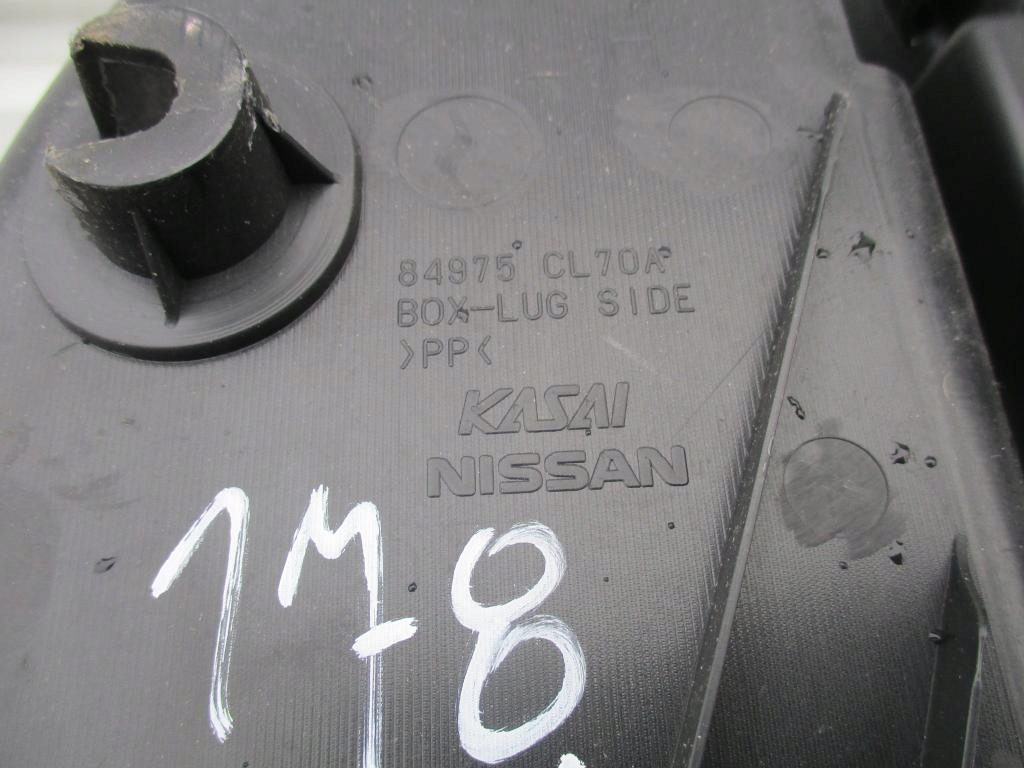 84975 CL70A
BOX-LUG SIDE
>PP<
KASAI
NISSAN
1M-8